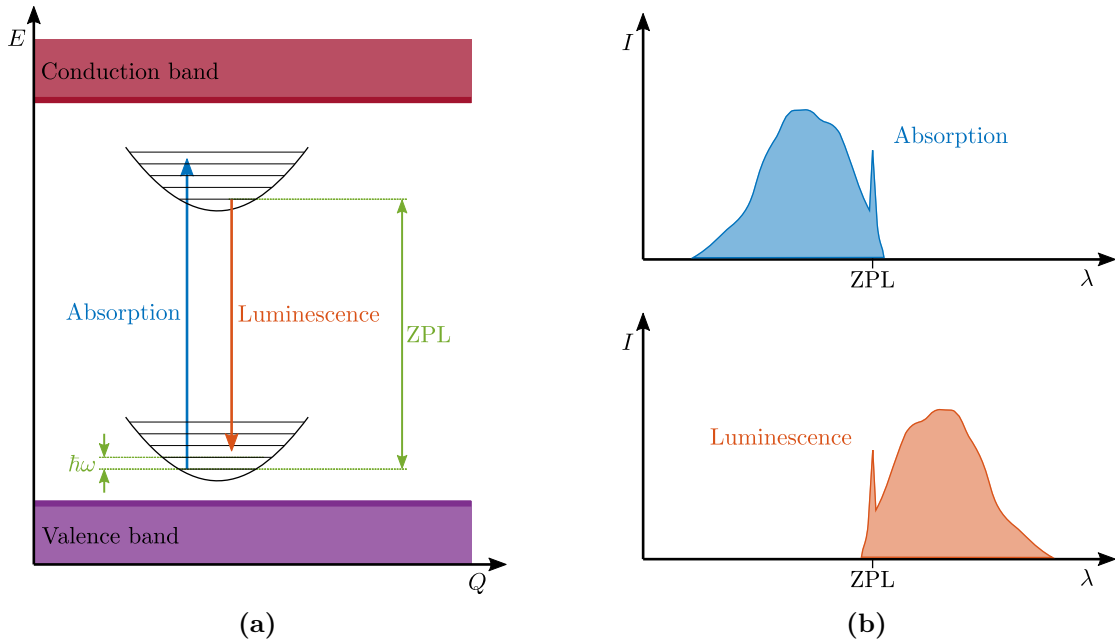 E
Conduction band
Absorption
Luminescence
ZPL
ħω
Valence band
Q
(a)
I
Absorption
ZPL
λ
I
Luminescence
ZPL
λ
(b)